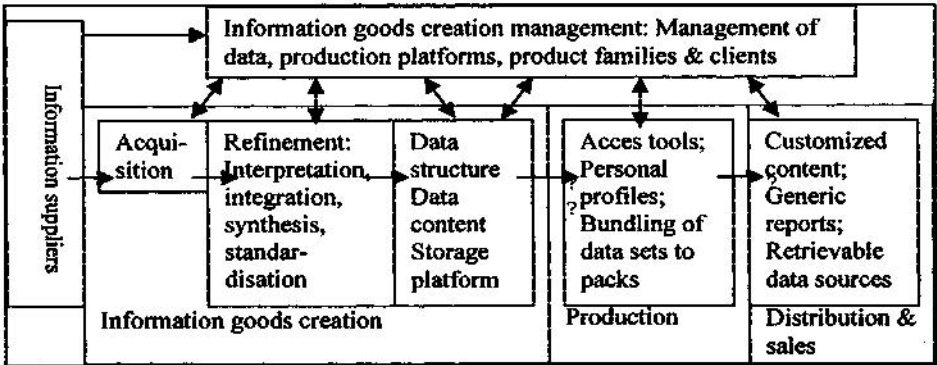 Information goods creation management: Management of
data, production platforms, product families & clients
Information suppliers
Acqui-
sition
Refinement:
Interpretation,
integration,
synthesis,
standar-
disation
Data
structure
Data
content
Storage
platform
Information goods creation
Acces tools;
Personal
profiles;
?
?
Bundling of
data sets to
packs
Production
Customized
content;
?
Generic
reports;
Retrievable
data sources
Distribution &
sales